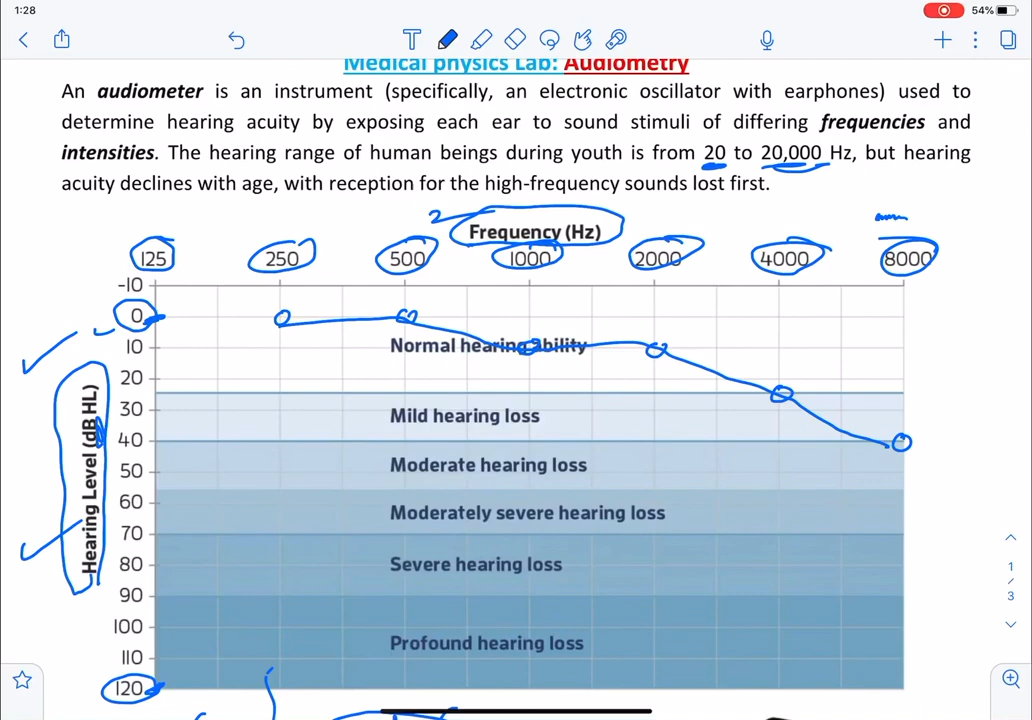 1:28
54%
T
Medical physics Lab: Audiometry
An audiometer is an instrument (specifically, an electronic oscillator with earphones) used to
determine hearing acuity by exposing each ear to sound stimuli of differing frequencies and
intensities. The hearing range of human beings during youth is from 20 to 20,000 Hz, but hearing
acuity declines with age, with reception for the high-frequency sounds lost first.
Frequency (Hz)
125 250 500 1000 2000 4000 8000
-10
0
10
20
30
40
50
60
70
80
90
100
110
120
Hearing Level (dB HL)
Normal hearing ability
Mild hearing loss
Moderate hearing loss
Moderately severe hearing loss
Severe hearing loss
Profound hearing loss
1
/
3